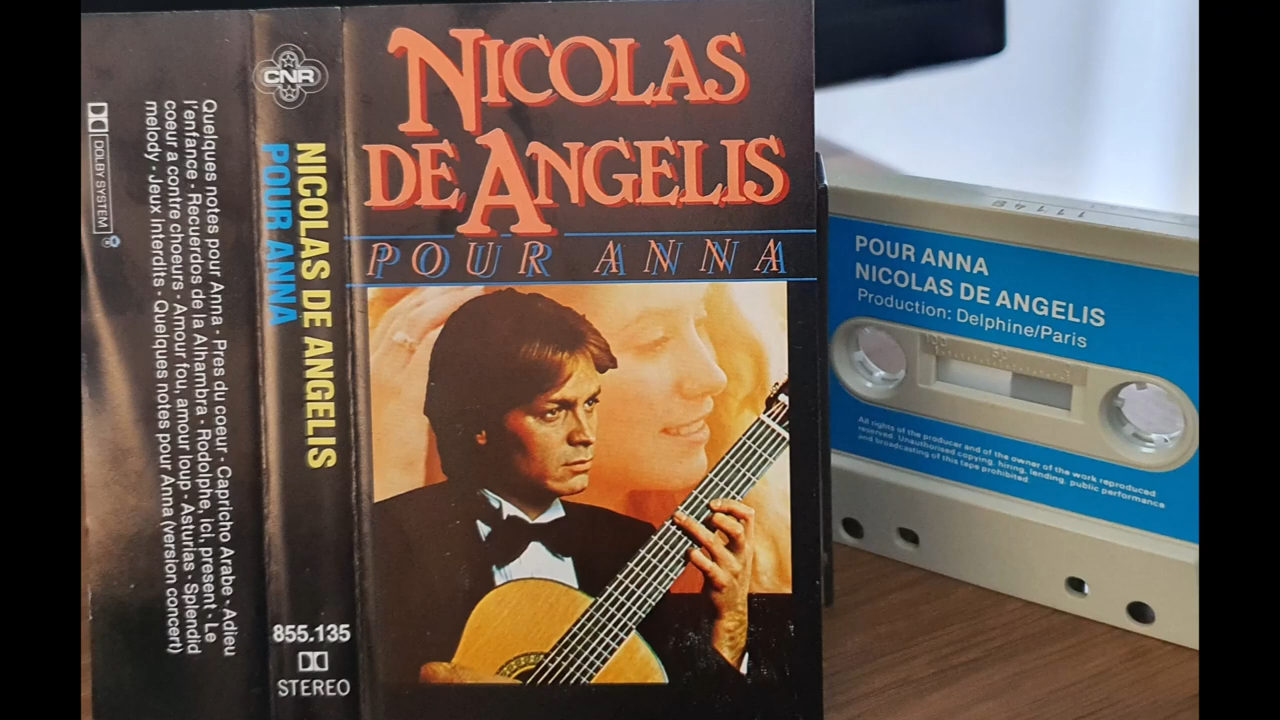 Quelques notes pour Anna · Pres du coeur · Capricho Arabe · Adieu
l'enfance · Recuerdos de la Alhambra · Rodolphe, ici, present · Le
coeur a contre choeurs · Amour fou, amour loup · Asturias · Splendid
melody · Jeux Interdits · Quelques notes pour Anna (version concert)
DOLBY SYSTEM
CNR
NICOLAS DE ANGELIS
POUR ANNA
855.135
STEREO
NICOLAS
DE ANGELIS
POUR ANNA
11148
POUR ANNA
NICOLAS DE ANGELIS
Production: Delphine/Paris
100 50 0
All rights of the producer and of the owner of the work reproduced
reserved. Unauthorised copying, hiring, lending, public performance
and broadcasting of this tape prohibited.